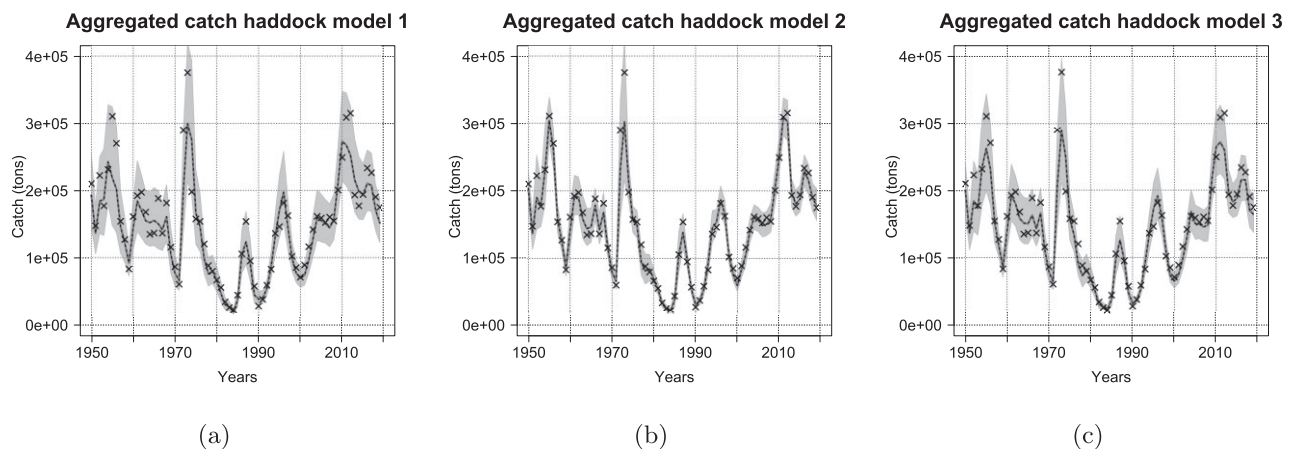 Aggregated catch haddock model 1
4e+05
3e+05
2e+05
1e+05
0e+00
Catch (tons)
1950 1970 1990 2010
Years
(a)
Aggregated catch haddock model 2
4e+05
3e+05
2e+05
1e+05
0e+00
Catch (tons)
1950 1970 1990 2010
Years
(b)
Aggregated catch haddock model 3
4e+05
3e+05
2e+05
1e+05
0e+00
Catch (tons)
1950 1970 1990 2010
Years
(c)